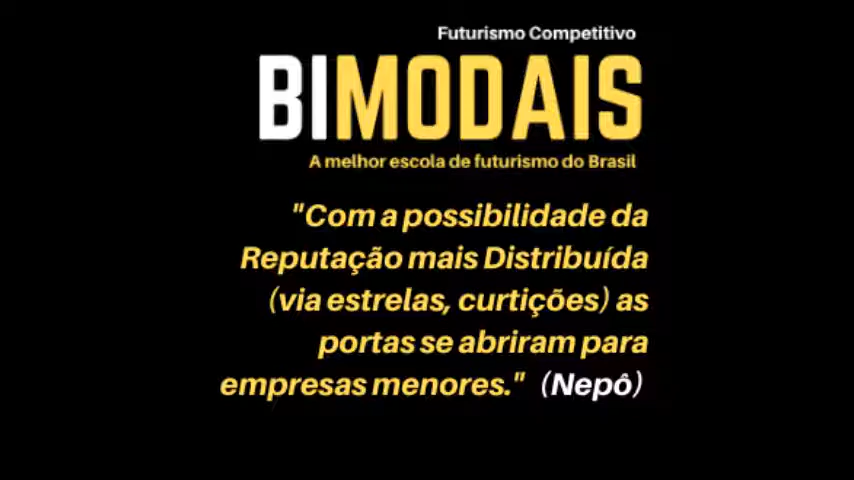 Futurismo Competitivo
BIMODAIS
A melhor escola de futurismo do Brasil
"Com a possibilidade da
Reputação mais Distribuída
(via estrelas, curtições) as
portas se abriram para
empresas menores." (Nepô)